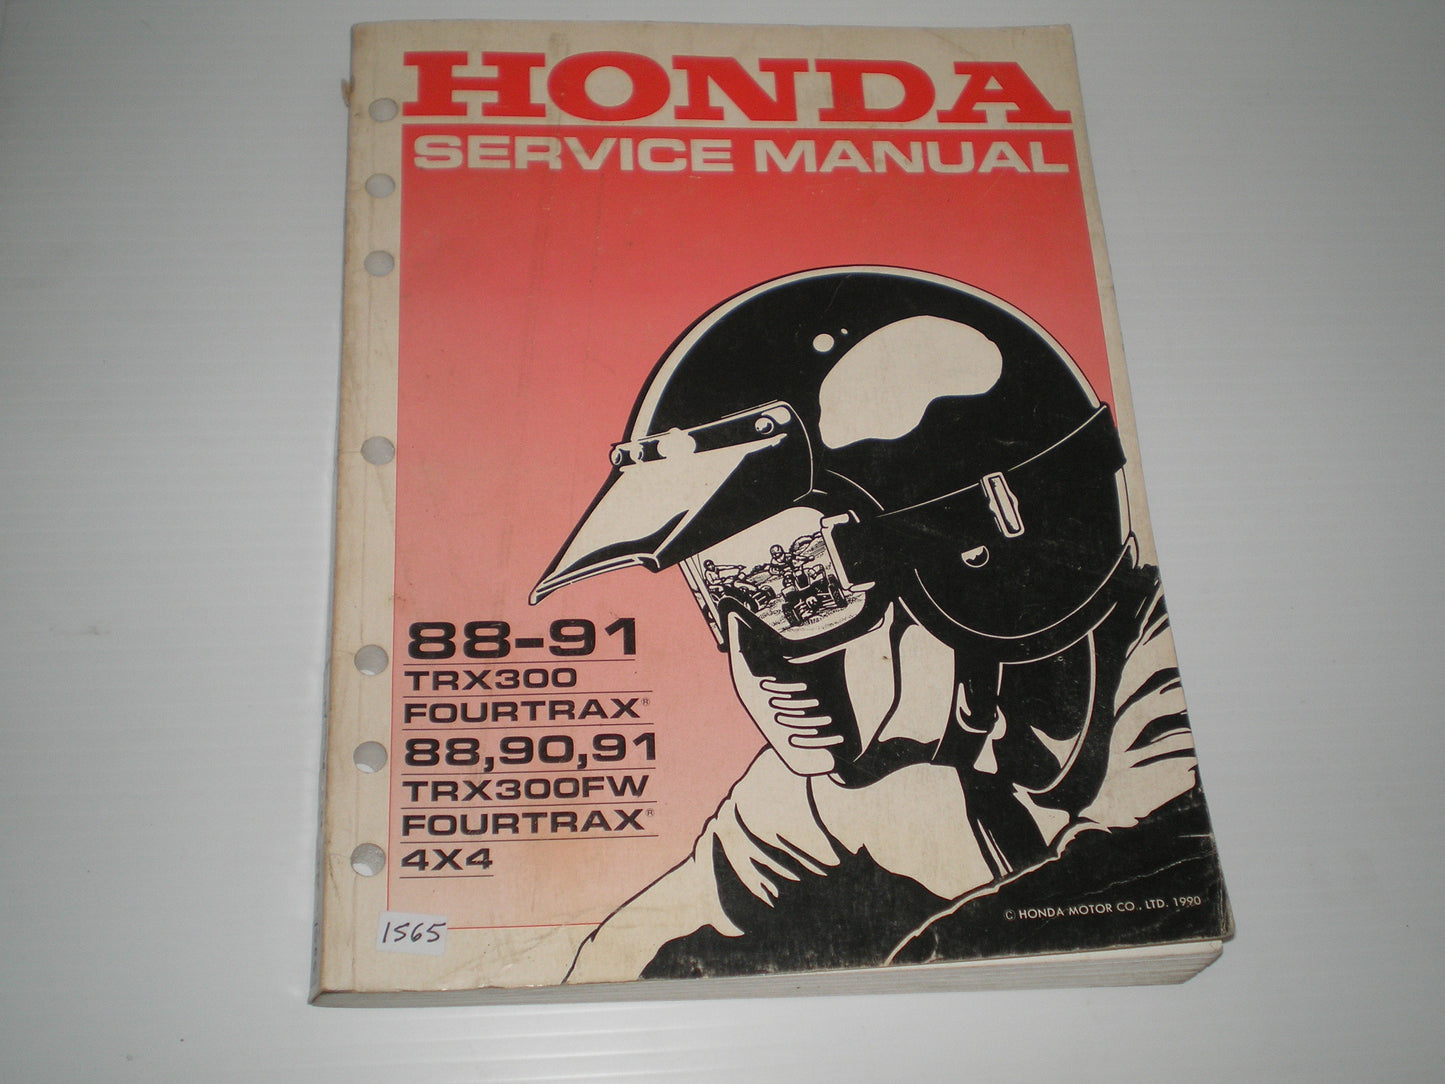 HONDA
SERVICE MANUAL
88-91
TRX300
FOURTRAX®
88,90,91
TRX300FW
FOURTRAX®
4X4
© HONDA MOTOR CO., LTD. 1990
1565